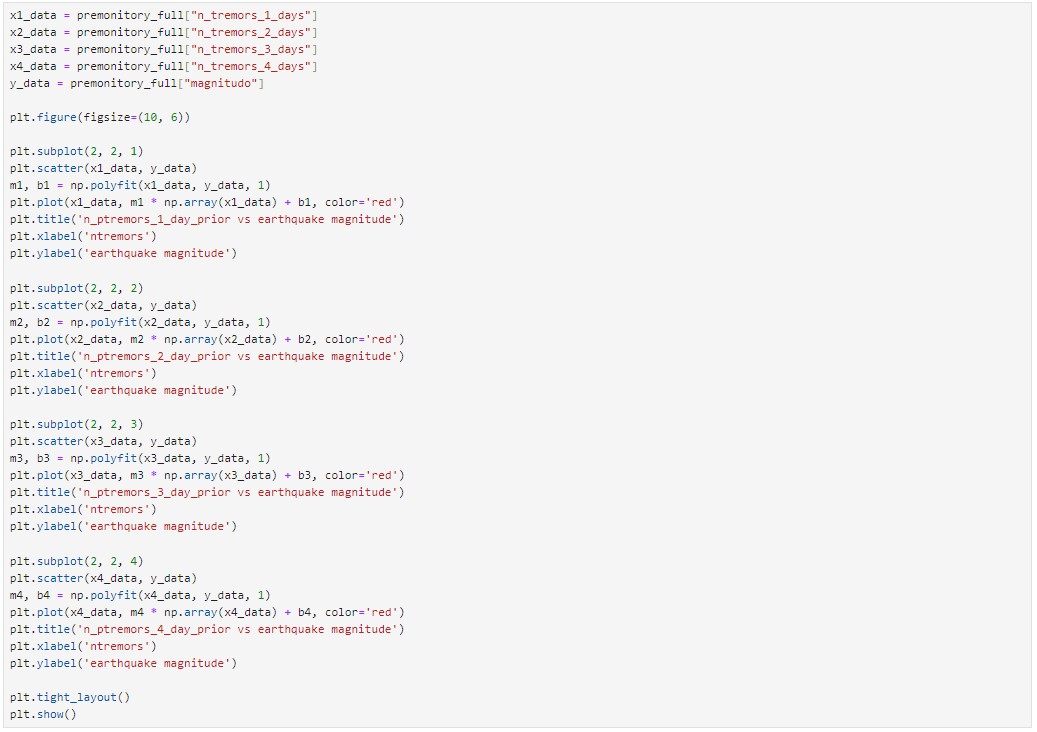 x1_data = premonitory_full["n_tremors_1_days"]
x2_data = premonitory_full["n_tremors_2_days"]
x3_data = premonitory_full["n_tremors_3_days"]
x4_data = premonitory_full["n_tremors_4_days"]
y_data = premonitory_full["magnitudo"]

plt.figure(figsize=(10, 6))

plt.subplot(2, 2, 1)
plt.scatter(x1_data, y_data)
m1, b1 = np.polyfit(x1_data, y_data, 1)
plt.plot(x1_data, m1 * np.array(x1_data) + b1, color='red')
plt.title('n_ptremors_1_day_prior vs earthquake magnitude')
plt.xlabel('ntremors')
plt.ylabel('earthquake magnitude')

plt.subplot(2, 2, 2)
plt.scatter(x2_data, y_data)
m2, b2 = np.polyfit(x2_data, y_data, 1)
plt.plot(x2_data, m2 * np.array(x2_data) + b2, color='red')
plt.title('n_ptremors_2_day_prior vs earthquake magnitude')
plt.xlabel('ntremors')
plt.ylabel('earthquake magnitude')

plt.subplot(2, 2, 3)
plt.scatter(x3_data, y_data)
m3, b3 = np.polyfit(x3_data, y_data, 1)
plt.plot(x3_data, m3 * np.array(x3_data) + b3, color='red')
plt.title('n_ptremors_3_day_prior vs earthquake magnitude')
plt.xlabel('ntremors')
plt.ylabel('earthquake magnitude')

plt.subplot(2, 2, 4)
plt.scatter(x4_data, y_data)
m4, b4 = np.polyfit(x4_data, y_data, 1)
plt.plot(x4_data, m4 * np.array(x4_data) + b4, color='red')
plt.title('n_ptremors_4_day_prior vs earthquake magnitude')
plt.xlabel('ntremors')
plt.ylabel('earthquake magnitude')

plt.tight_layout()
plt.show()